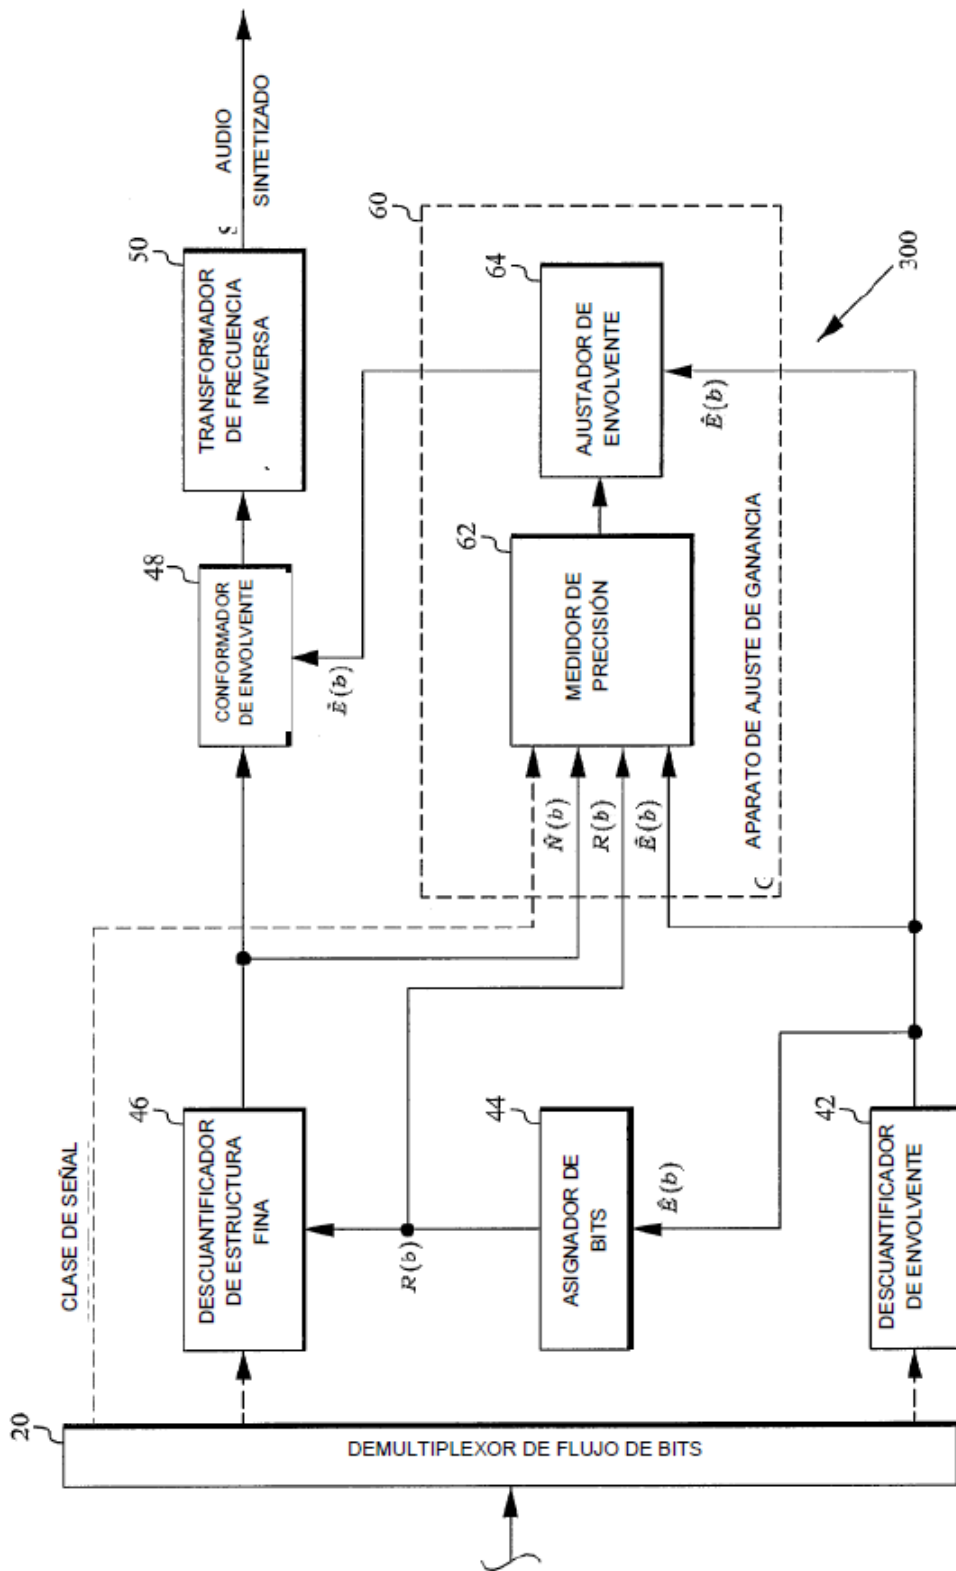 20
DEMULTIPLEXOR DE FLUJO DE BITS
CLASE DE SEÑAL
46
DESCUANTIFICADOR
DE ESTRUCTURA
FINA
R(b)
44
ASIGNADOR DE
BITS
Ê(b)
42
DESCUANTIFICADOR
DE ENVOLVENTE
48
CONFORMADOR
DE ENVOLVENTE
Ẽ(b)
50
TRANSFORMADOR
DE FRECUENCIA
INVERSA
AUDIO
SINTETIZADO
60
N̂(b)
R(b)
Ê(b)
62
MEDIDOR DE
PRECISIÓN
64
AJUSTADOR DE
ENVOLVENTE
Ê(b)
APARATO DE AJUSTE DE GANANCIA
300